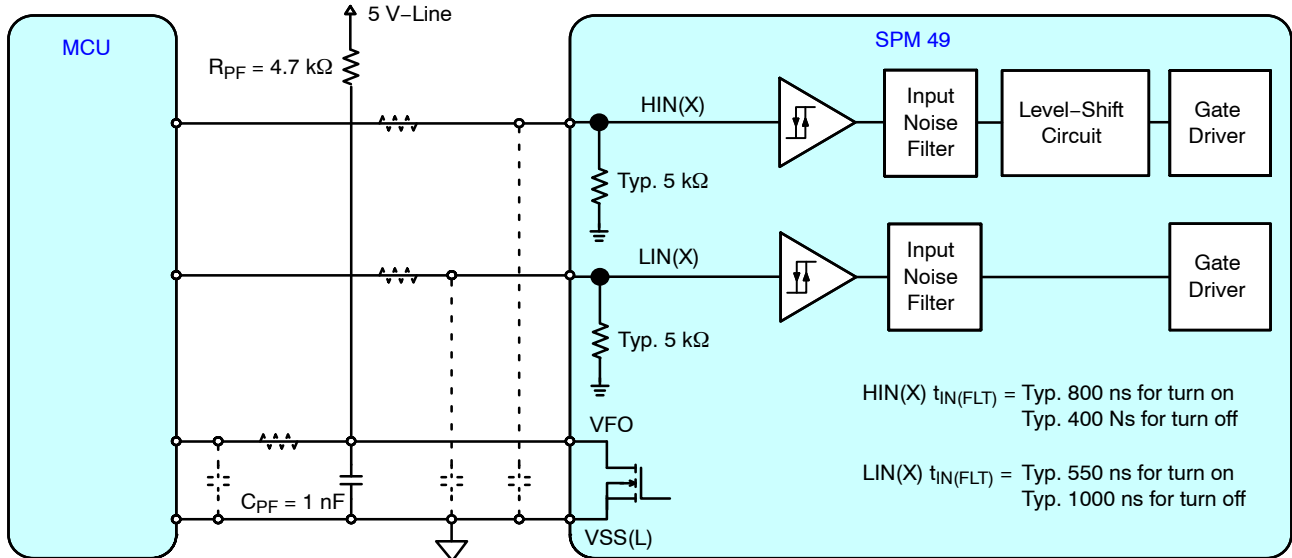 5 V−Line
MCU
SPM 49
R_PF = 4.7 kΩ
HIN(X)
Input
Noise
Filter
Level−Shift
Circuit
Gate
Driver
Typ. 5 kΩ
LIN(X)
Input
Noise
Filter
Gate
Driver
Typ. 5 kΩ
HIN(X) t_IN(FLT) = Typ. 800 ns for turn on
Typ. 400 Ns for turn off
VFO
LIN(X) t_IN(FLT) = Typ. 550 ns for turn on
Typ. 1000 ns for turn off
C_PF = 1 nF
VSS(L)